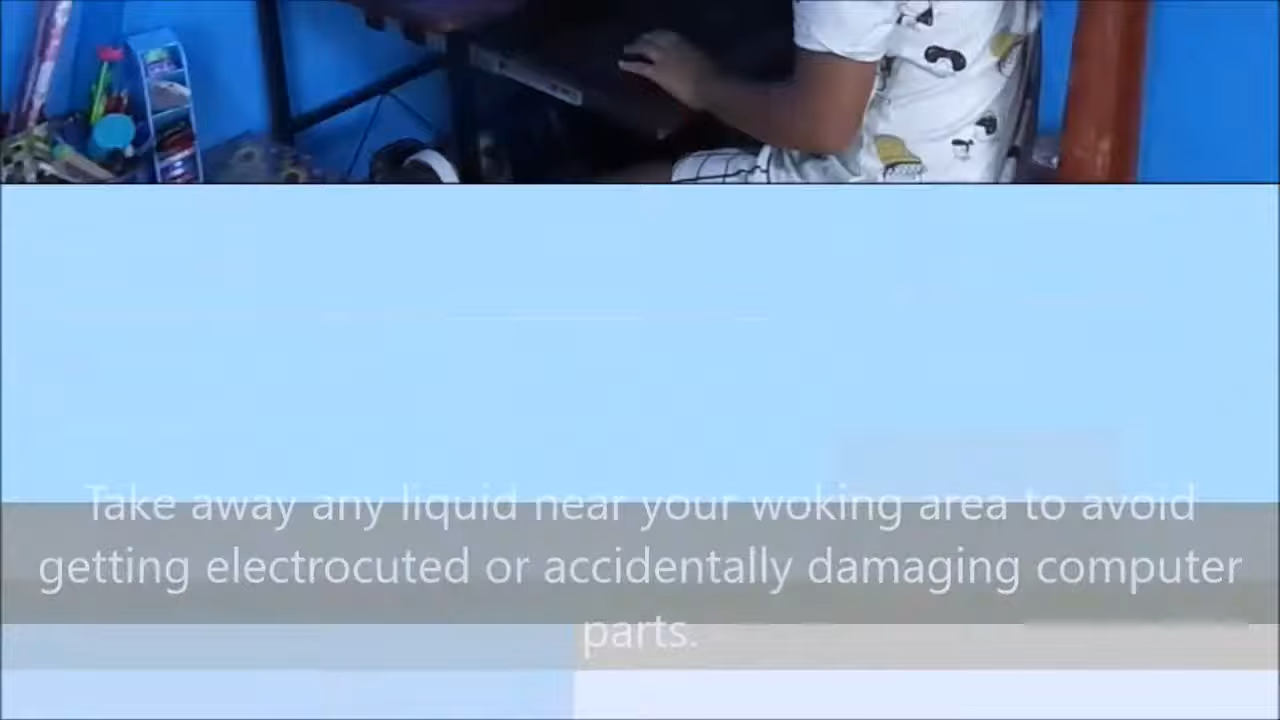 Take away any liquid near your woking area to avoid
getting electrocuted or accidentally damaging computer
parts.